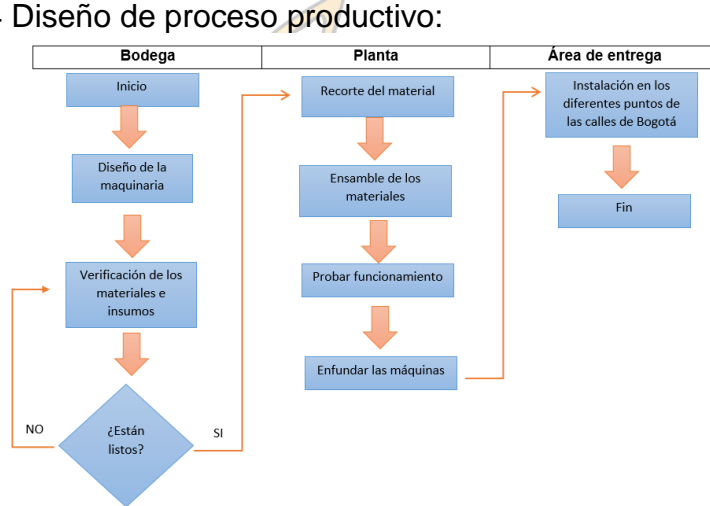 Diseño de proceso productivo:
Bodega
Planta
Área de entrega
Inicio
Diseño de la
maquinaria
Verificación de los
materiales e
insumos
¿Están
listos?
NO
SI
Recorte del material
Ensamble de los
materiales
Probar funcionamiento
Enfundar las máquinas
Instalación en los
diferentes puntos de
las calles de Bogotá
Fin